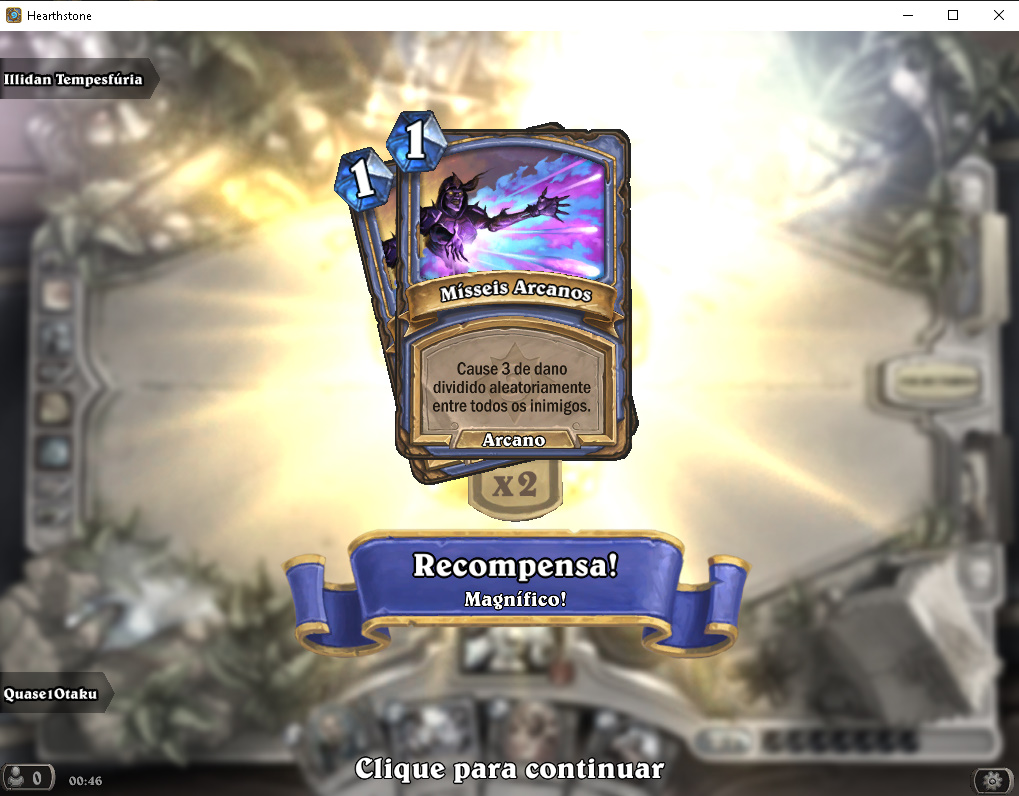 Hearthstone
Illidan Tempesfúria
1
1
Mísseis Arcanos
Cause 3 de dano
dividido aleatoriamente
entre todos os inimigos.
Arcano
x2
Recompensa!
Magnífico!
Quase1Otaku
Clique para continuar
0
00:46